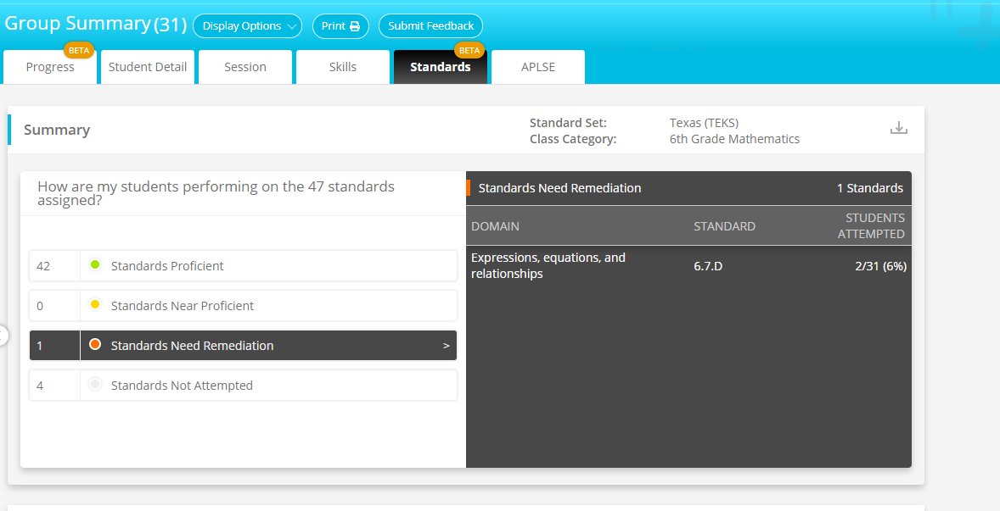 Group Summary (31) Display Options Print Submit Feedback
BETA BETA
Progress Student Detail Session Skills Standards APLSE
Summary
Standard Set: Texas (TEKS)
Class Category: 6th Grade Mathematics
How are my students performing on the 47 standards
assigned?
42 Standards Proficient
0 Standards Near Proficient
1 Standards Need Remediation >
4 Standards Not Attempted
Standards Need Remediation 1 Standards
DOMAIN STANDARD STUDENTS
ATTEMPTED
Expressions, equations, and
relationships 6.7.D 2/31 (6%)